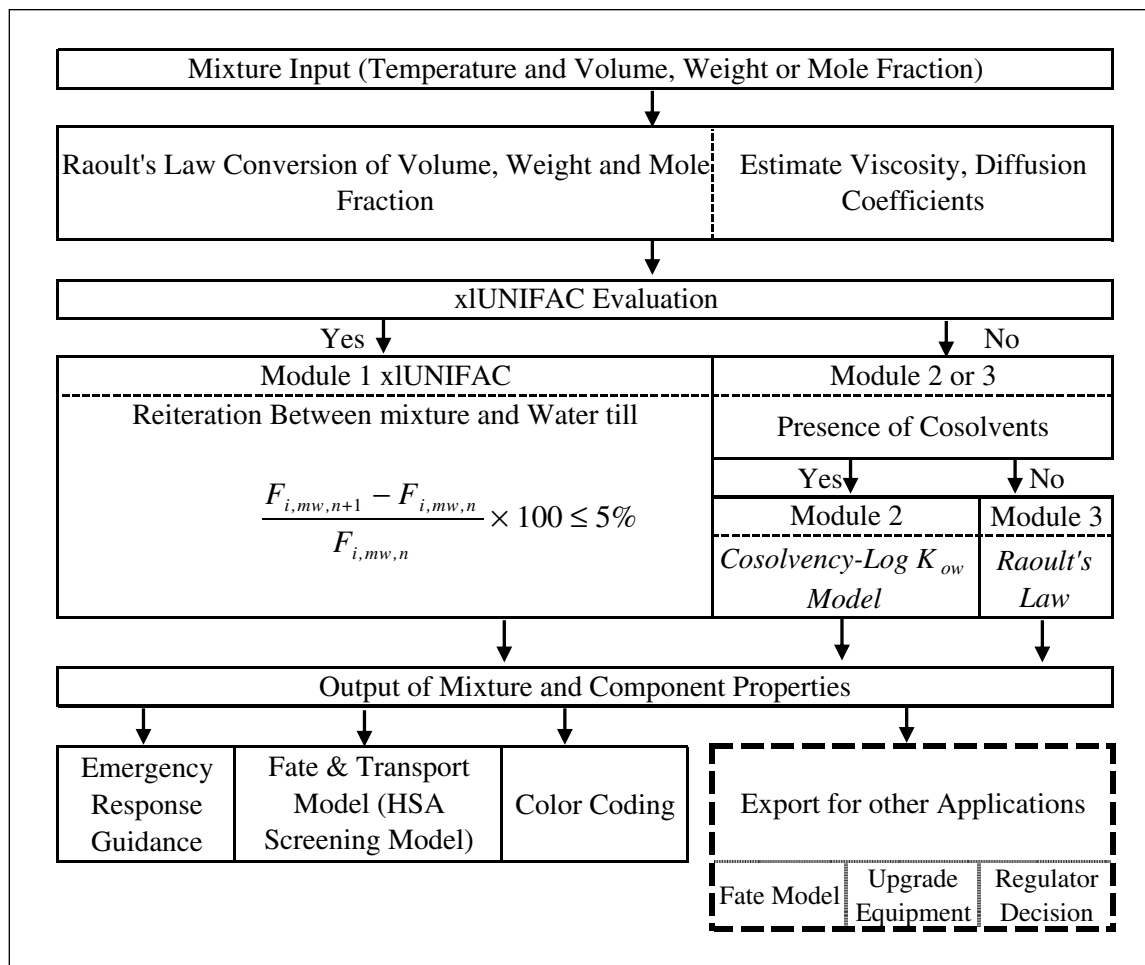 Mixture Input (Temperature and Volume, Weight or Mole Fraction)
Raoult's Law Conversion of Volume, Weight and Mole
Fraction
Estimate Viscosity, Diffusion
Coefficients
xlUNIFAC Evaluation
Yes
No
Module 1 xlUNIFAC
Reiteration Between mixture and Water till
F_{i,mw,n+1} − F_{i,mw,n}
F_{i,mw,n}
× 100 ≤ 5%
Module 2 or 3
Presence of Cosolvents
Yes
No
Module 2
Cosolvency-Log K_{ow}
Model
Module 3
Raoult's
Law
Output of Mixture and Component Properties
Emergency
Response
Guidance
Fate & Transport
Model (HSA
Screening Model)
Color Coding
Export for other Applications
Fate Model
Upgrade
Equipment
Regulator
Decision